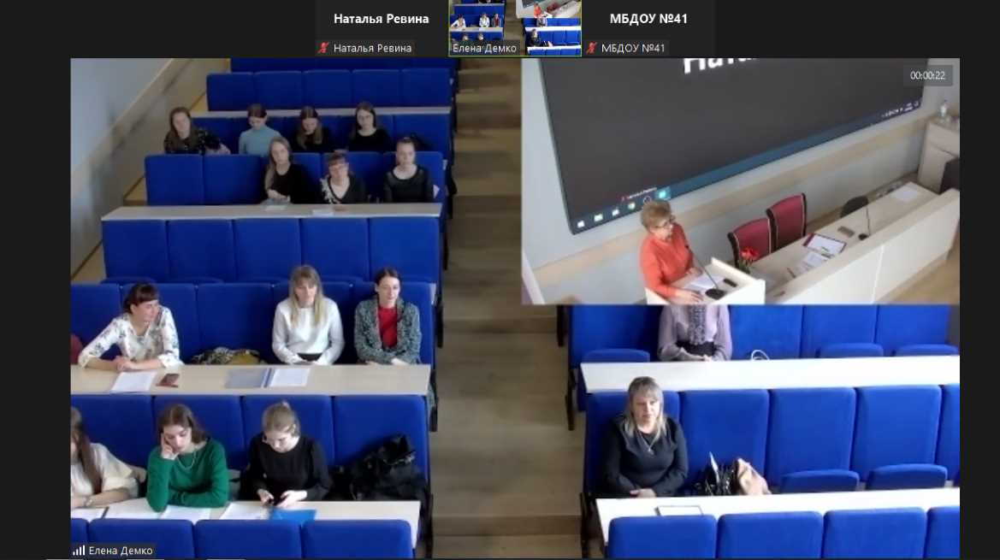 Наталья Ревина
МБДОУ №41
Наталья Ревина
Елена Демко
МБДОУ №41
00:00:22
Елена Демко